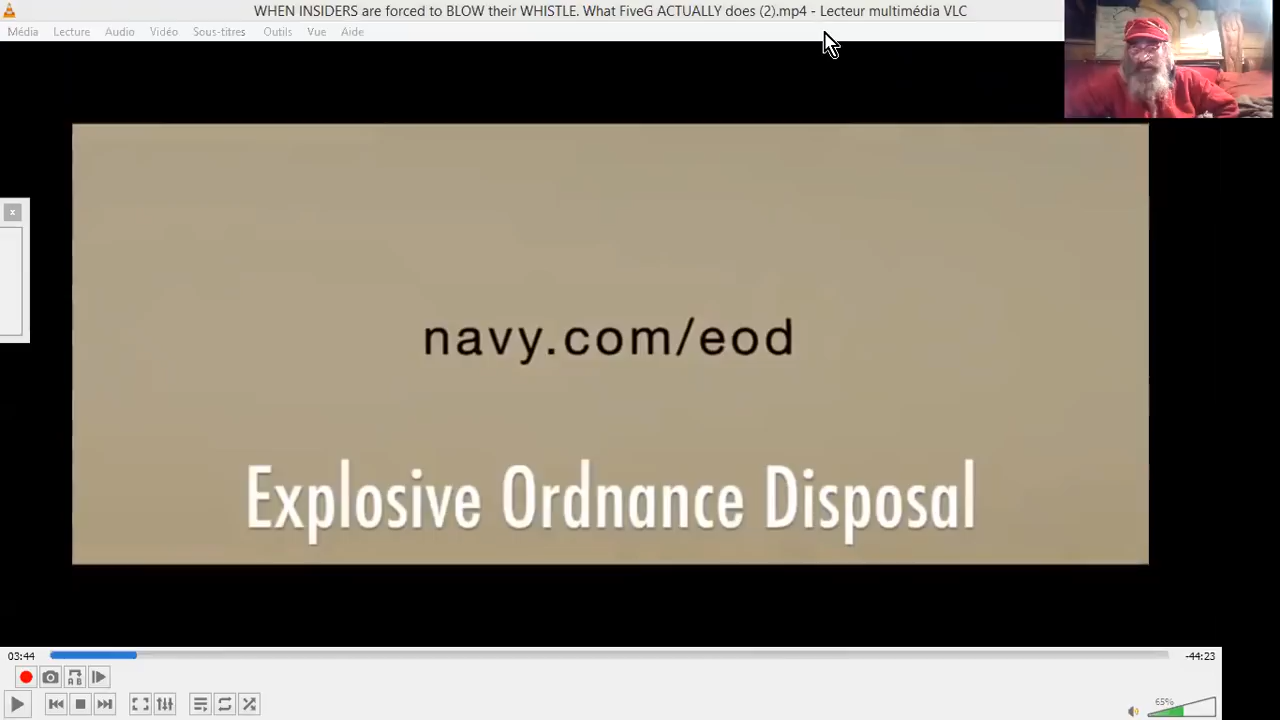 WHEN INSIDERS are forced to BLOW their WHISTLE. What FiveG ACTUALLY does (2).mp4 - Lecteur multimédia VLC
Média Lecture Audio Vidéo Sous-titres Outils Vue Aide
x
navy.com/eod
Explosive Ordnance Disposal
03:44 -44:23
A B
65%